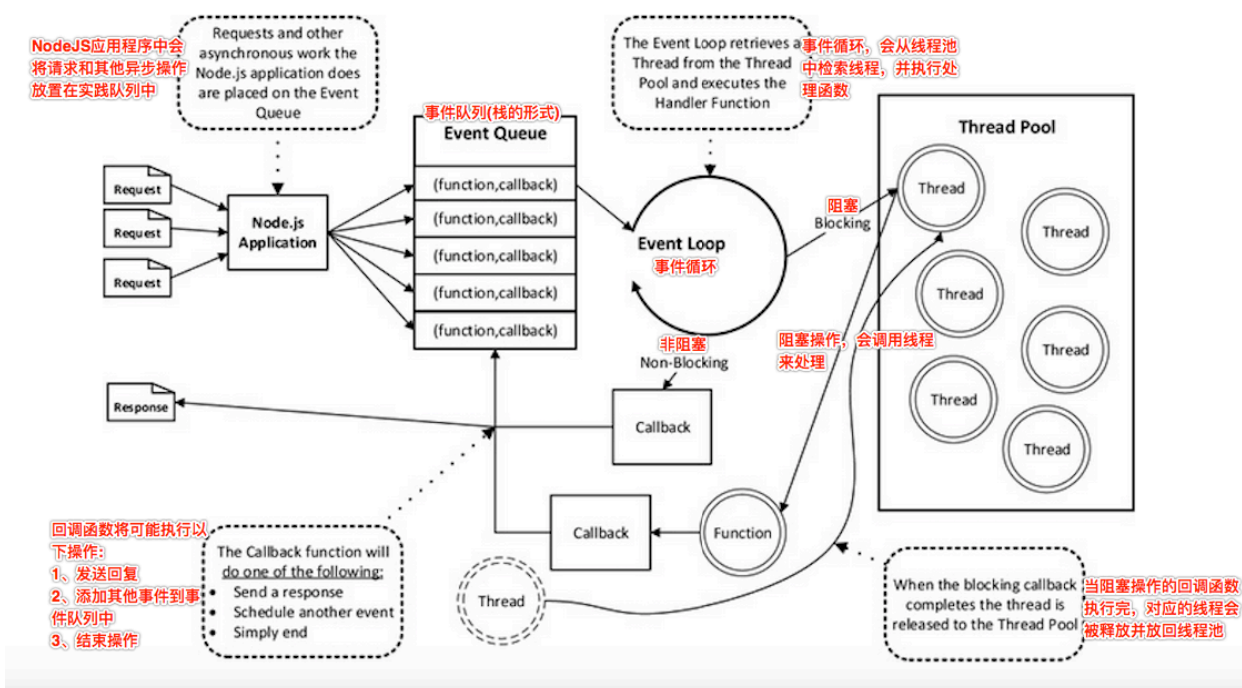 NodeJS应用程序中会
将请求和其他异步操作
放置在实践队列中
Requests and other
asynchronous work the
Node.js application does
are placed on the Event
Queue
The Event Loop retrieves a
Thread from the Thread
Pool and executes the
Handler Function
事件循环，会从线程池
中检索线程，并执行处
理函数
事件队列(栈的形式)
Event Queue
(function,callback)
(function,callback)
(function,callback)
(function,callback)
(function,callback)
Request
Request
Request
Node.js
Application
Event Loop
事件循环
阻塞
Blocking
Thread Pool
Thread
Thread
Thread
Thread
Thread
Thread
非阻塞
Non-Blocking
阻塞操作，会调用线程
来处理
Response
Callback
Callback
Function
Thread
回调函数将可能执行以
下操作:
1、发送回复
2、添加其他事件到事
件队列中
3、结束操作
The Callback function will
do one of the following:
• Send a response
• Schedule another event
• Simply end
When the blocking callback
completes the thread is
released to the Thread Pool
当阻塞操作的回调函数
执行完，对应的线程会
被释放并放回线程池